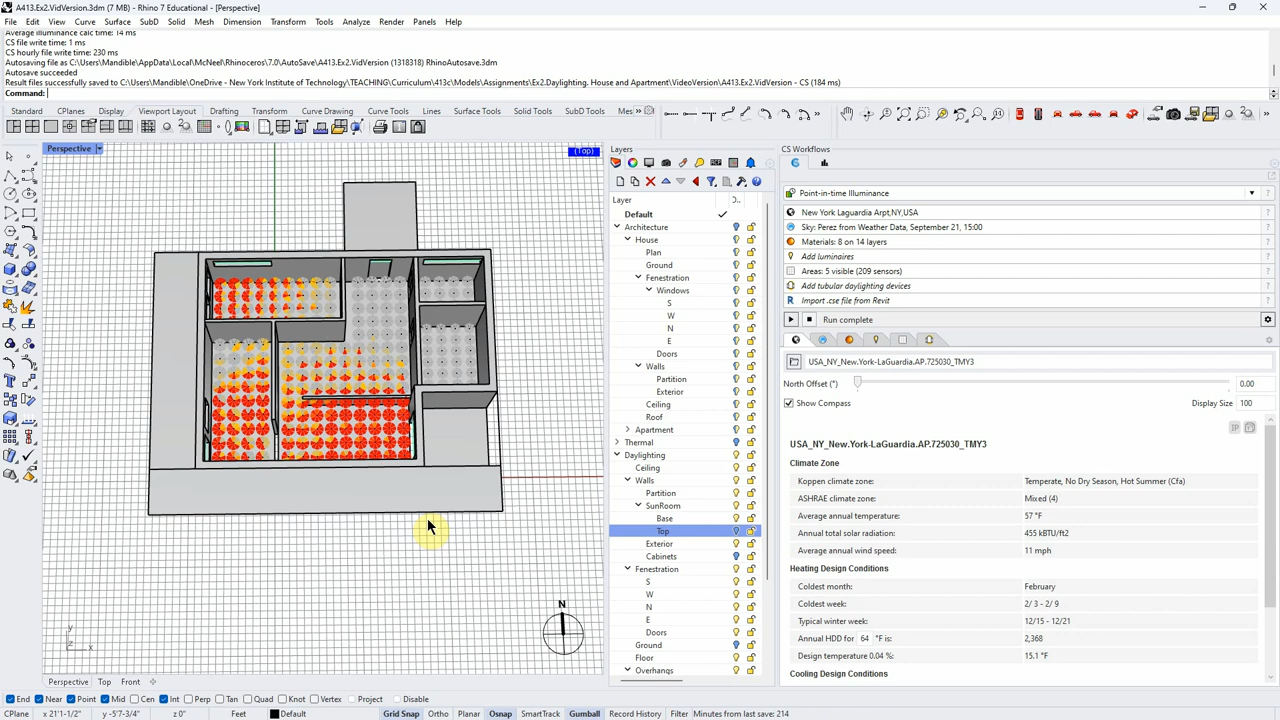 A413.Ex2.VidVersion.3dm (7 MB) - Rhino 7 Educational - [Perspective]
File Edit View Curve Surface SubD Solid Mesh Dimension Transform Tools Analyze Render Panels Help
Average illuminance calc time: 14 ms
CS file write time: 1 ms
CS hourly file write time: 230 ms
Autosaving file as C:\Users\Mandible\AppData\Local\McNeel\Rhinoceros\7.0\AutoSave\A413.Ex2.VidVersion (1318318) RhinoAutosave.3dm
Autosave succeeded
Result files successfully saved to C:\Users\Mandible\OneDrive - New York Institute of Technology\TEACHING\Curriculum\413c\Models\Assignments\Ex2.Daylighting. House and Apartment\VideoVersion\A413.Ex2.VidVersion - CS (184 ms)
Command:
Standard CPlanes Display Viewport Layout Drafting Transform Curve Drawing Curve Tools Lines Surface Tools Solid Tools SubD Tools Mes
Perspective
(Top)
N
y
z x
Perspective Top Front
Layers
Layer
Default
Architecture
House
Plan
Ground
Fenestration
Windows
S
W
N
E
Doors
Walls
Partition
Exterior
Ceiling
Roof
Apartment
Thermal
Daylighting
Ceiling
Walls
Partition
SunRoom
Base
Top
Exterior
Cabinets
Fenestration
S
W
N
E
Doors
Ground
Floor
Overhangs
CS Workflows
Point-in-time Illuminance
New York Laguardia Arpt,NY,USA
Sky: Perez from Weather Data, September 21, 15:00
Materials: 8 on 14 layers
Add luminaires
Areas: 5 visible (209 sensors)
Add tubular daylighting devices
Import .cse file from Revit
Run complete
USA_NY_New.York-LaGuardia.AP.725030_TMY3
North Offset (°) 0.00
Show Compass Display Size 100
USA_NY_New.York-LaGuardia.AP.725030_TMY3
Climate Zone
Koppen climate zone: Temperate, No Dry Season, Hot Summer (Cfa)
ASHRAE climate zone: Mixed (4)
Average annual temperature: 57 °F
Annual total solar radiation: 455 kBTU/ft2
Average annual wind speed: 11 mph
Heating Design Conditions
Coldest month: February
Coldest week: 2/ 3 - 2/ 9
Typical winter week: 12/15 - 12/21
Annual HDD for 64 °F is: 2,368
Design temperature 0.04 %: 15.1 °F
Cooling Design Conditions
End Near Point Mid Cen Int Perp Tan Quad Knot Vertex Project Disable
CPlane x 21'1-1/2" y -5'7-3/4" z 0" Feet Default Grid Snap Ortho Planar Osnap SmartTrack Gumball Record History Filter Minutes from last save: 214